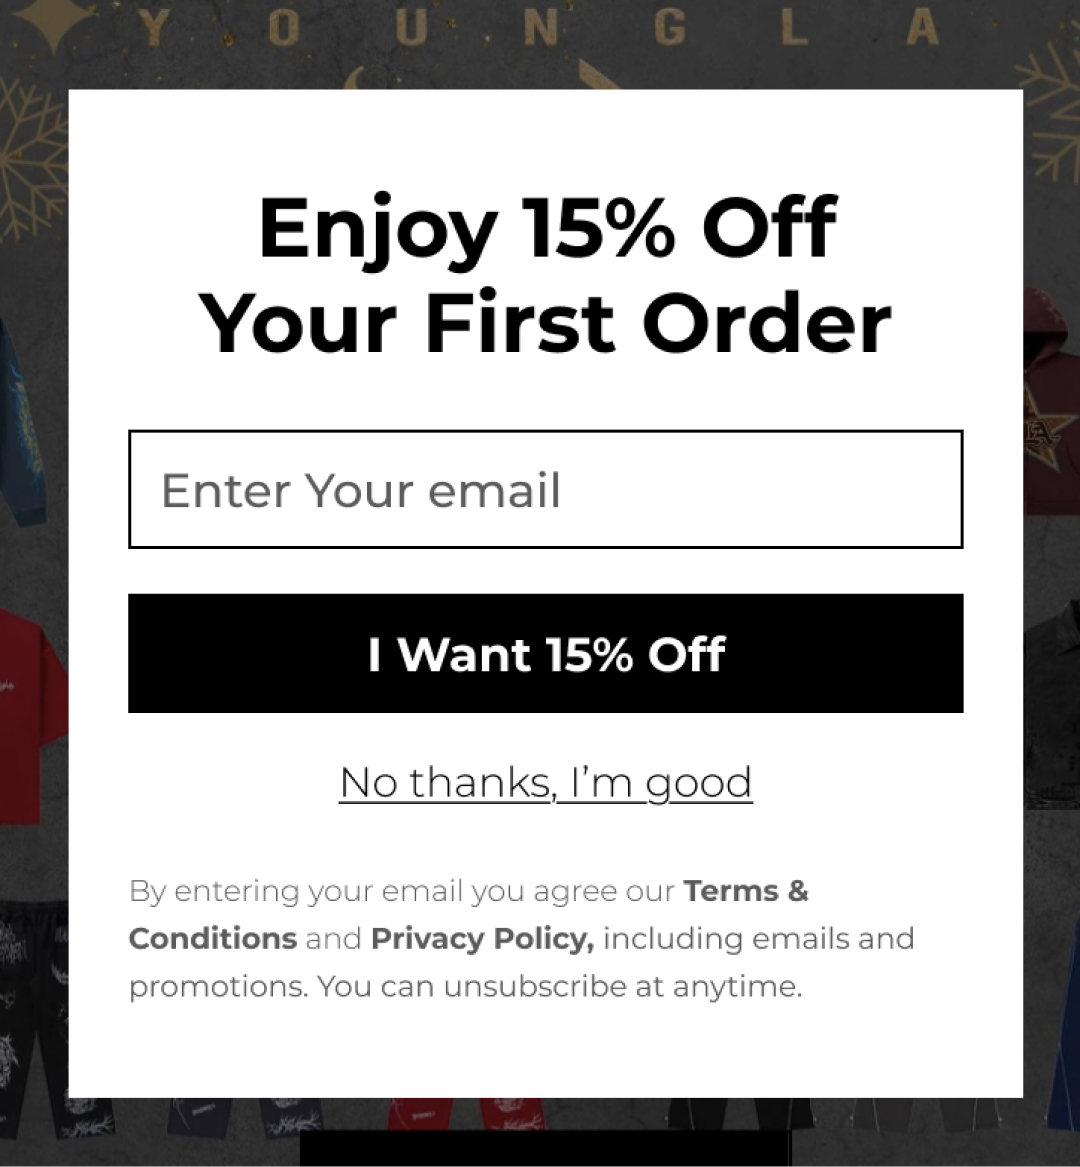 YOUNGLA
Enjoy 15% Off
Your First Order
Enter Your email
I Want 15% Off
No thanks, I’m good
By entering your email you agree our Terms &
Conditions and Privacy Policy, including emails and
promotions. You can unsubscribe at anytime.